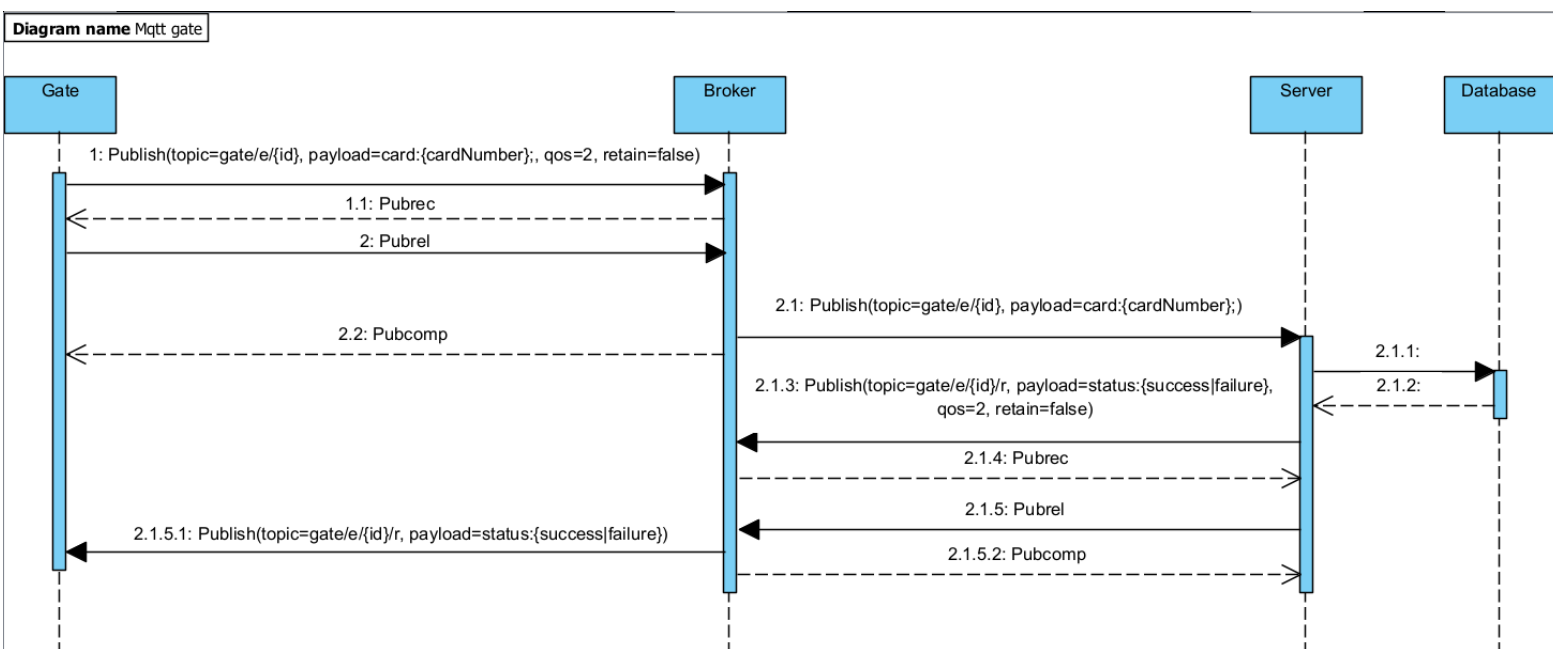 Diagram name Mqtt gate
Gate
Broker
Server
Database
1: Publish(topic=gate/e/{id}, payload=card:{cardNumber};, qos=2, retain=false)
1.1: Pubrec
2: Pubrel
2.1: Publish(topic=gate/e/{id}, payload=card:{cardNumber};)
2.2: Pubcomp
2.1.1:
2.1.2:
2.1.3: Publish(topic=gate/e/{id}/r, payload=status:{success|failure},
qos=2, retain=false)
2.1.4: Pubrec
2.1.5: Pubrel
2.1.5.1: Publish(topic=gate/e/{id}/r, payload=status:{success|failure})
2.1.5.2: Pubcomp